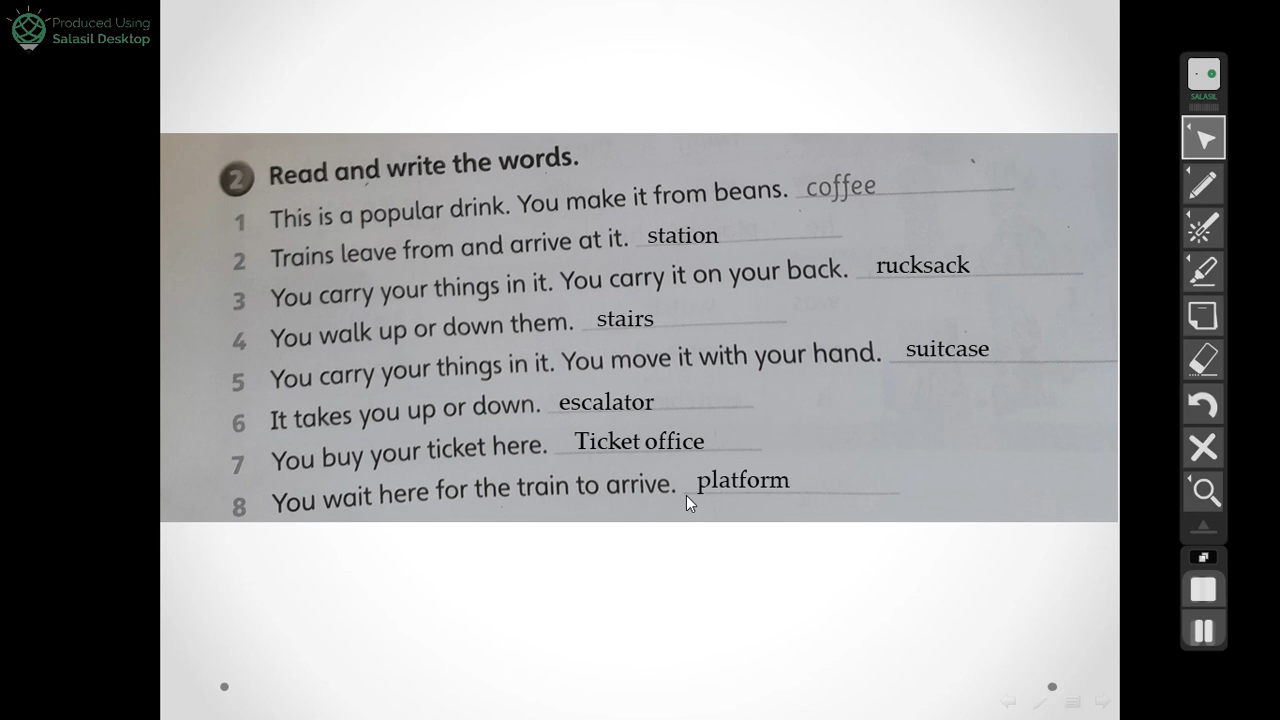 Produced Using
Salasil Desktop
2 Read and write the words.
1 This is a popular drink. You make it from beans. coffee
2 Trains leave from and arrive at it. station
3 You carry your things in it. You carry it on your back. rucksack
4 You walk up or down them. stairs
5 You carry your things in it. You move it with your hand. suitcase
6 It takes you up or down. escalator
7 You buy your ticket here. Ticket office
8 You wait here for the train to arrive. platform
SALASIL